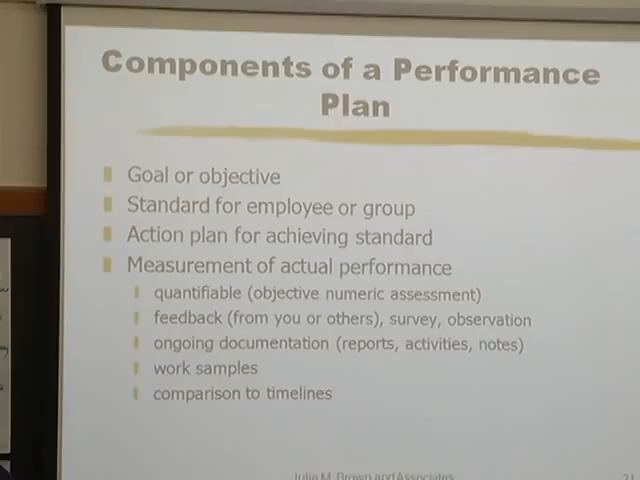 Components of a Performance
Plan
Goal or objective
Standard for employee or group
Action plan for achieving standard
Measurement of actual performance
quantifiable (objective numeric assessment)
feedback (from you or others), survey, observation
ongoing documentation (reports, activities, notes)
work samples
comparison to timelines
Julie M. Brown and Associates
21